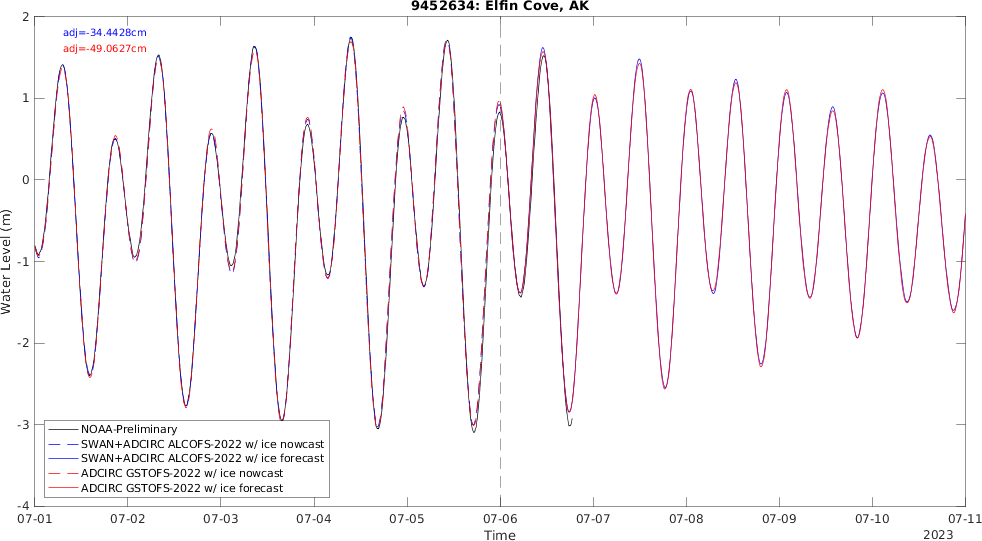 9452634: Elfin Cove, AK
adj=-34.4428cm
adj=-49.0627cm
2
1
0
-1
-2
-3
-4
Water Level (m)
NOAA-Preliminary
SWAN+ADCIRC ALCOFS-2022 w/ ice nowcast
SWAN+ADCIRC ALCOFS-2022 w/ ice forecast
ADCIRC GSTOFS-2022 w/ ice nowcast
ADCIRC GSTOFS-2022 w/ ice forecast
07-01 07-02 07-03 07-04 07-05 07-06 07-07 07-08 07-09 07-10 07-11
Time
2023